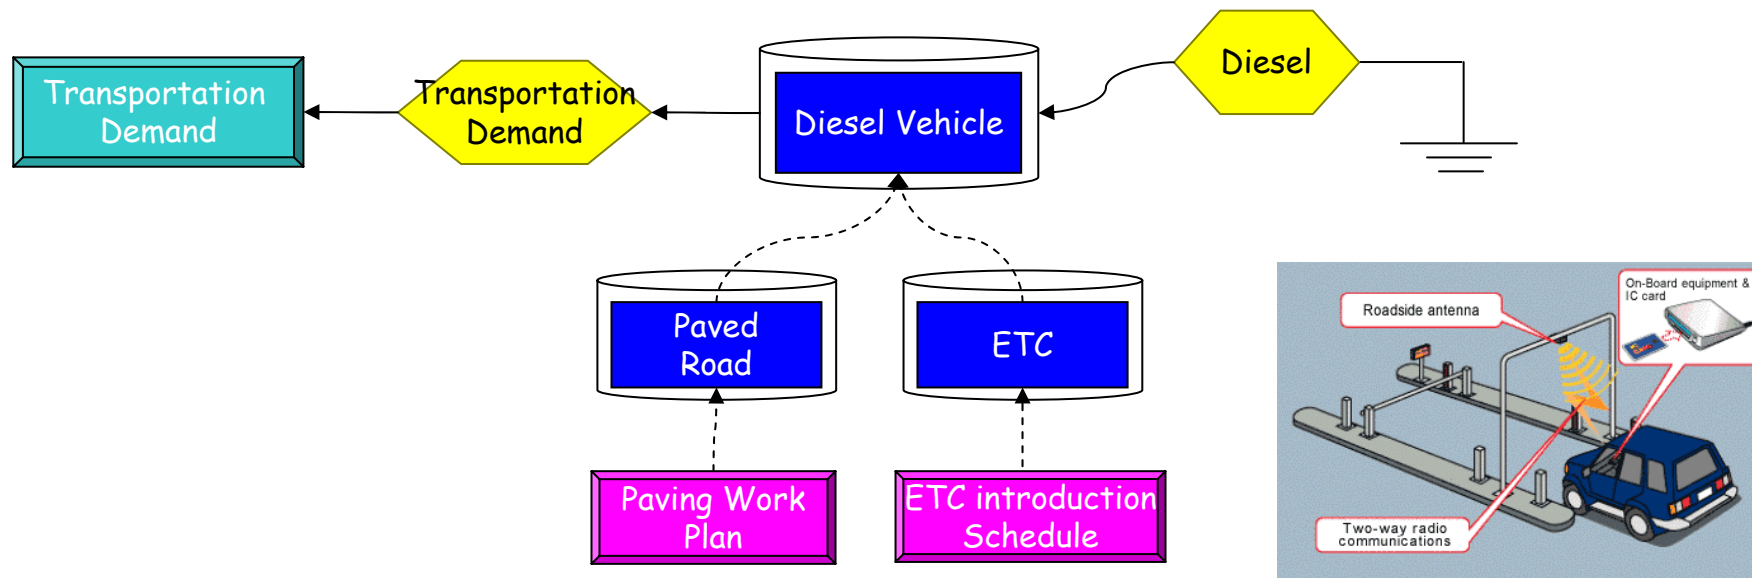 Transportation
Demand
Transportation
Demand
Diesel Vehicle
Diesel
Paved
Road
ETC
Paving Work
Plan
ETC introduction
Schedule
On-Board equipment &
IC card
Roadside antenna
Two-way radio
communications